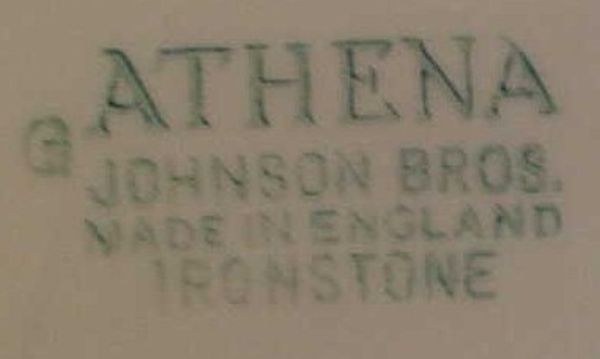 ATHENA
G
JOHNSON BROS.
MADE IN ENGLAND
IRONSTONE